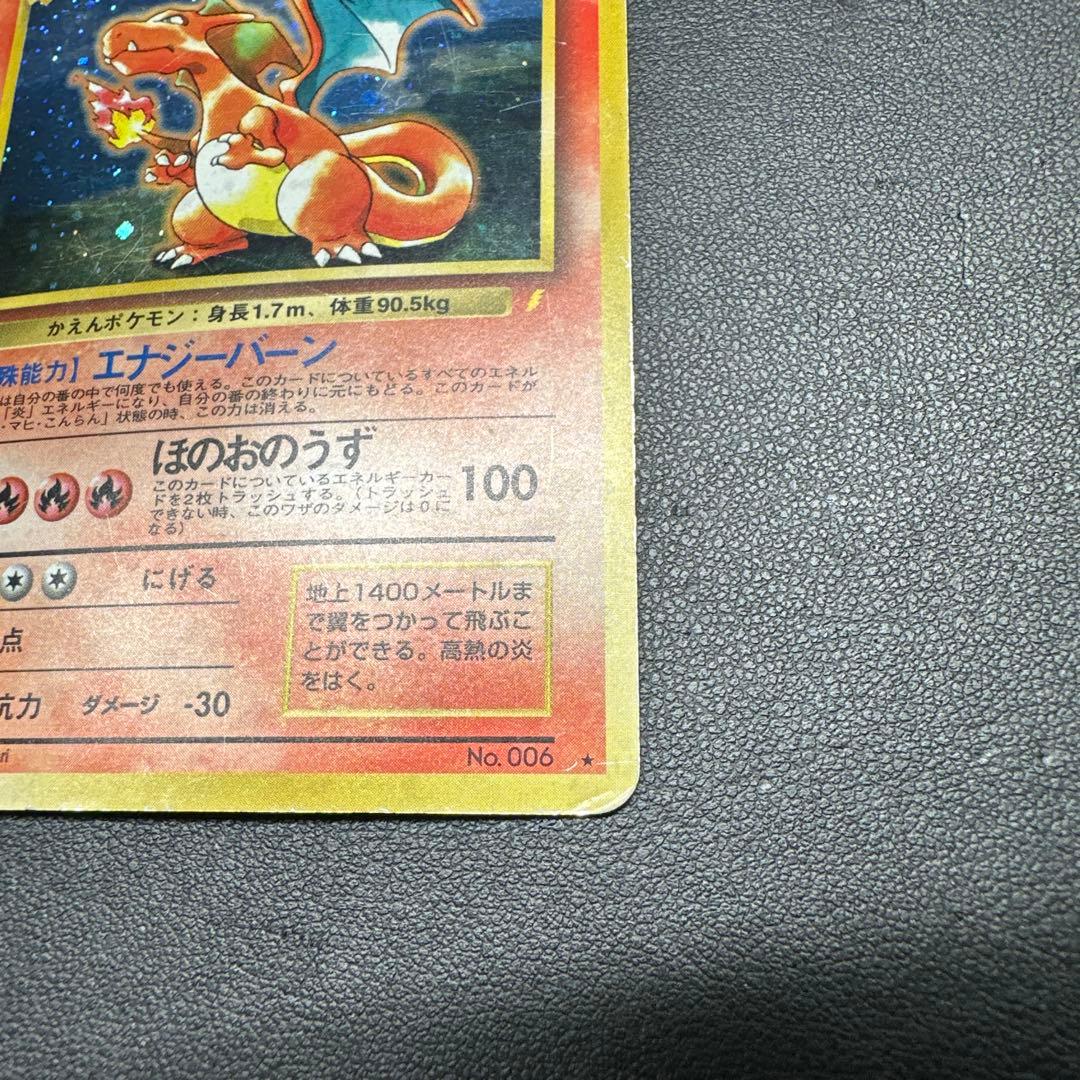 かえんポケモン：身長1.7m、体重90.5kg
殊能力】エナジーバーン
は自分の番の中で何度でも使える。このカードについているすべてのエネル
「炎」エネルギーになり、自分の番の終わりに元にもどる。このカードが
・マヒ・こんらん」状態の時、この力は消える。
ほのおのうず
このカードについているエネルギーカー
ドを2枚トラッシュする。（トラッシュ
できない時、このワザのダメージは0に
なる）
100
にげる
点
抗力 ダメージ -30
地上1400メートルま
で翼をつかって飛ぶこ
とができる。高熱の炎
をはく。
ri
No. 006 ★